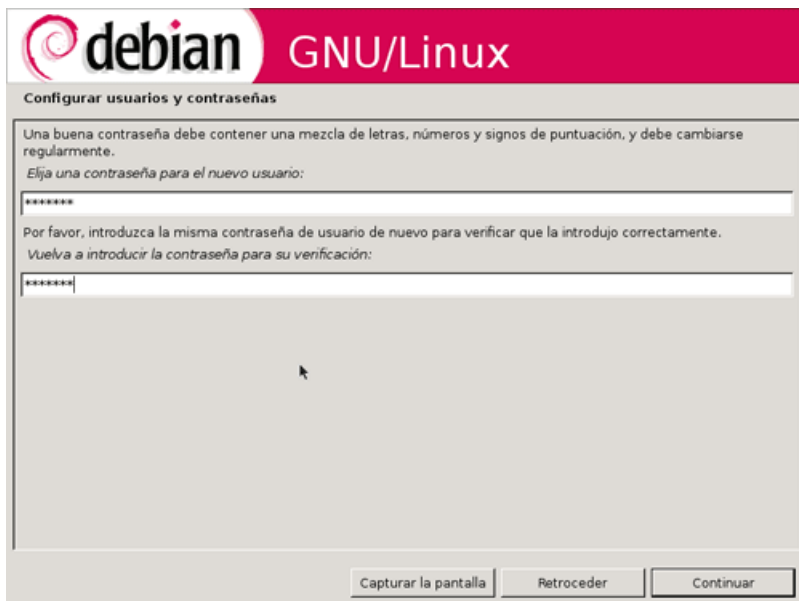 debian GNU/Linux
Configurar usuarios y contraseñas
Una buena contraseña debe contener una mezcla de letras, números y signos de puntuación, y debe cambiarse
regularmente.
Elija una contraseña para el nuevo usuario:
*******
Por favor, introduzca la misma contraseña de usuario de nuevo para verificar que la introdujo correctamente.
Vuelva a introducir la contraseña para su verificación:
*******
Capturar la pantalla Retroceder Continuar